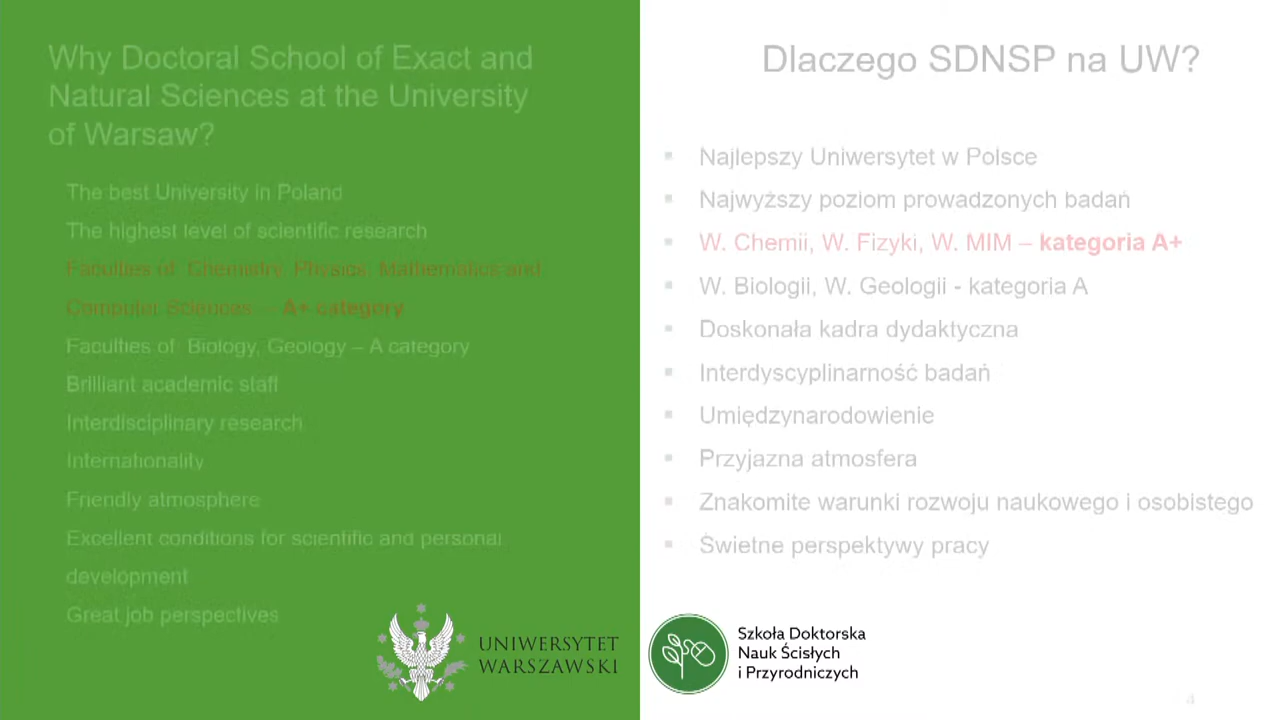 Why Doctoral School of Exact and
Natural Sciences at the University
of Warsaw?
The best University in Poland
The highest level of scientific research
Faculties of Chemistry, Physics, Mathematics and
Computer Sciences – A+ category
Faculties of Biology, Geology – A category
Brilliant academic staff
Interdisciplinary research
Internationality
Friendly atmosphere
Excellent conditions for scientific and personal
development
Great job perspectives
UNIWERSYTET
WARSZAWSKI
Dlaczego SDNSP na UW?
Najlepszy Uniwersytet w Polsce
Najwyższy poziom prowadzonych badań
W. Chemii, W. Fizyki, W. MIM – kategoria A+
W. Biologii, W. Geologii - kategoria A
Doskonała kadra dydaktyczna
Interdyscyplinarność badań
Umiędzynarodowienie
Przyjazna atmosfera
Znakomite warunki rozwoju naukowego i osobistego
Świetne perspektywy pracy
Szkoła Doktorska
Nauk Ścisłych
i Przyrodniczych